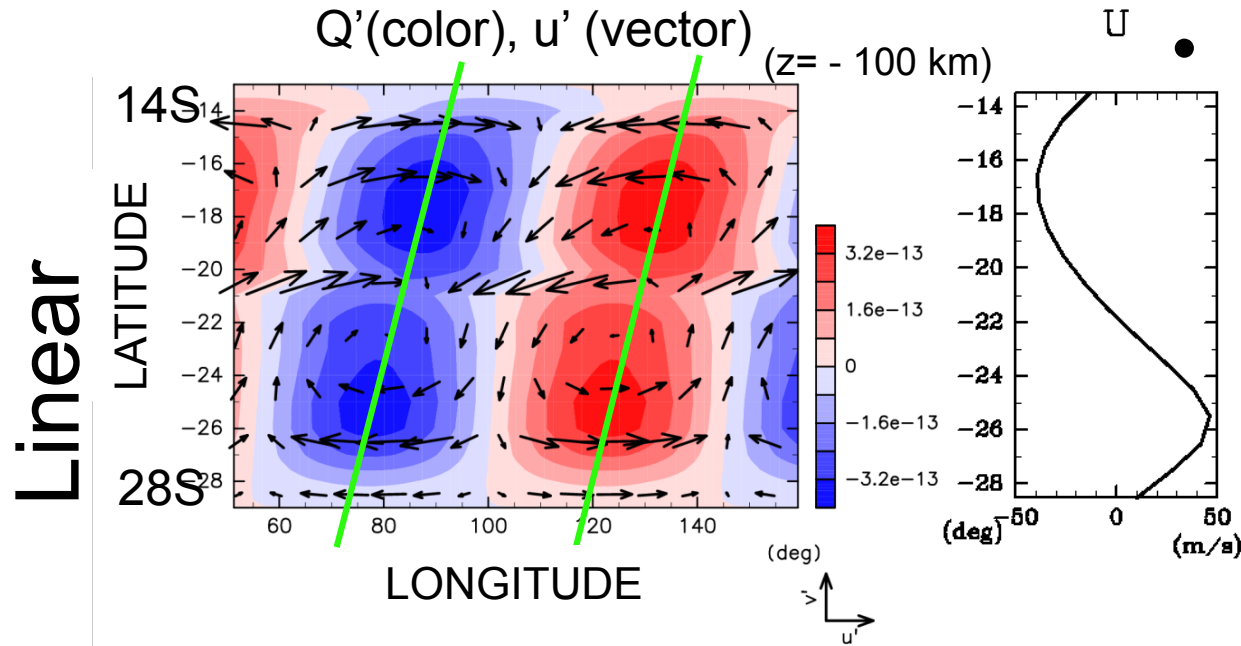 Q'(color), u' (vector)
(z= - 100 km)
U
Linear
LATITUDE
14S
28S
-14
-16
-18
-20
-22
-24
-26
-28
60
80
100
120
140
(deg)
LONGITUDE
3.2e-13
1.6e-13
0
-1.6e-13
-3.2e-13
v'
u'
-14
-16
-18
-20
-22
-24
-26
-28
-50
0
50
(deg)
(m/s)